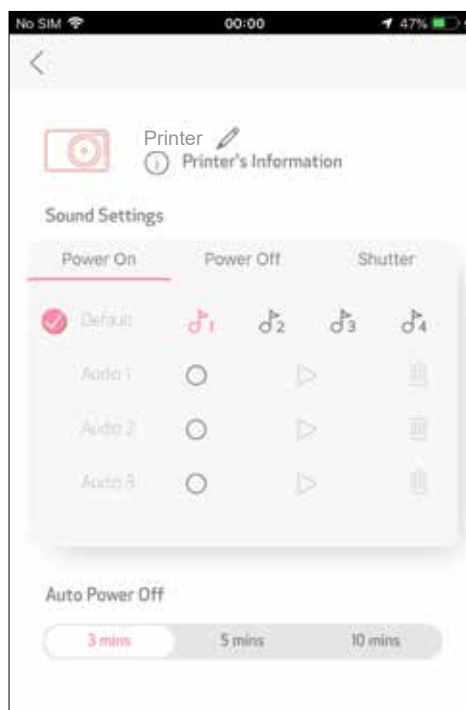 No SIM 00:00 47%
Printer
Printer's Information
Sound Settings
Power On Power Off Shutter
Default 1 2 3 4
Audio 1
Audio 2
Audio 3
Auto Power Off
3 mins 5 mins 10 mins